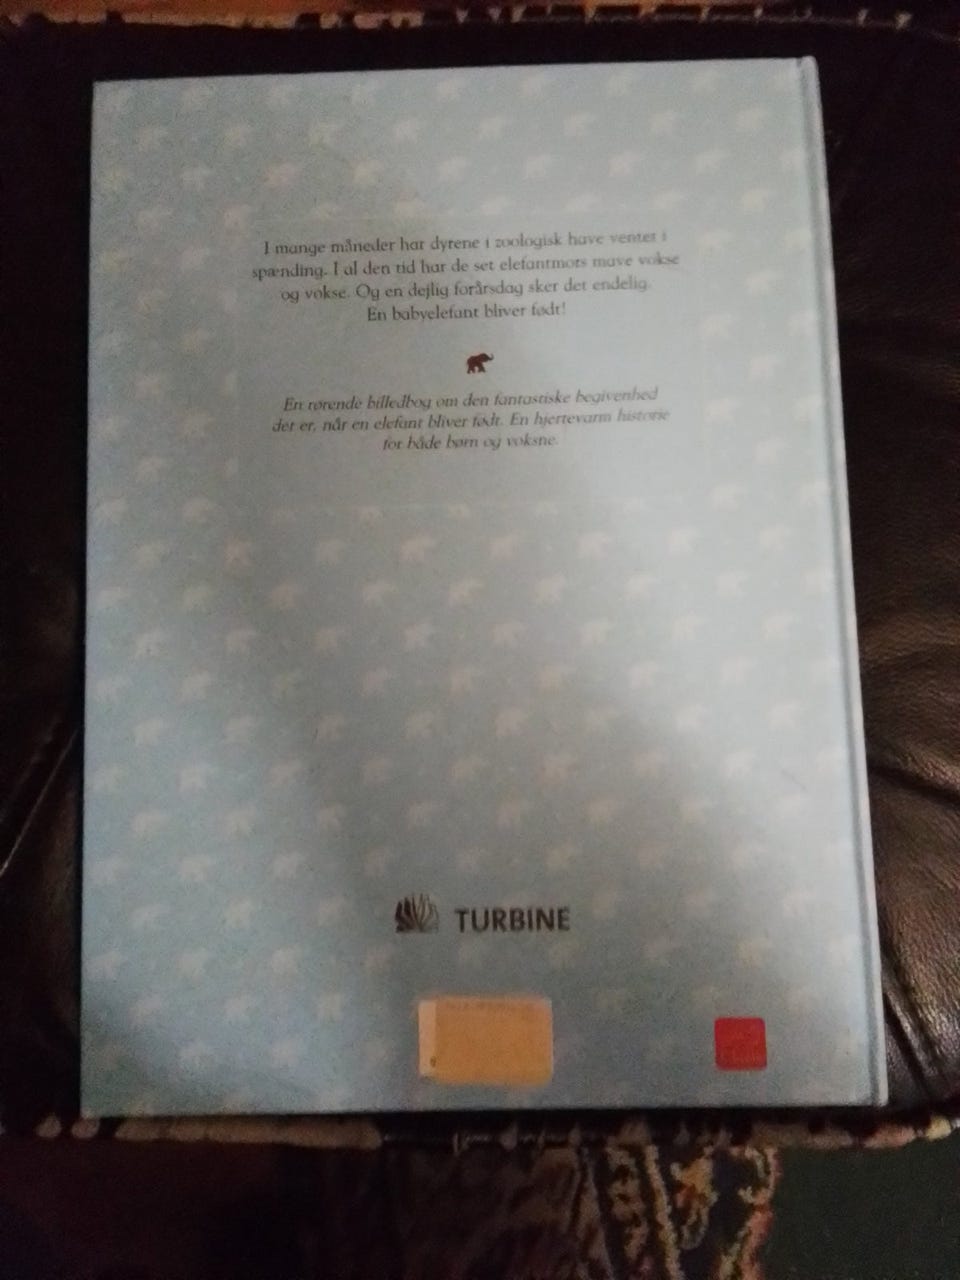 I mange måneder har dyrene i zoologisk have ventet i
spænding. I al den tid har de set elefantmors mave vokse
og vokse. Og en dejlig forårsdag sker det endelig.
En babyelefant bliver født!
En rørende billedbog om den fantastiske begivenhed
det er, når en elefant bliver født. En hjertevarm historie
for både børn og voksne.
TURBINE